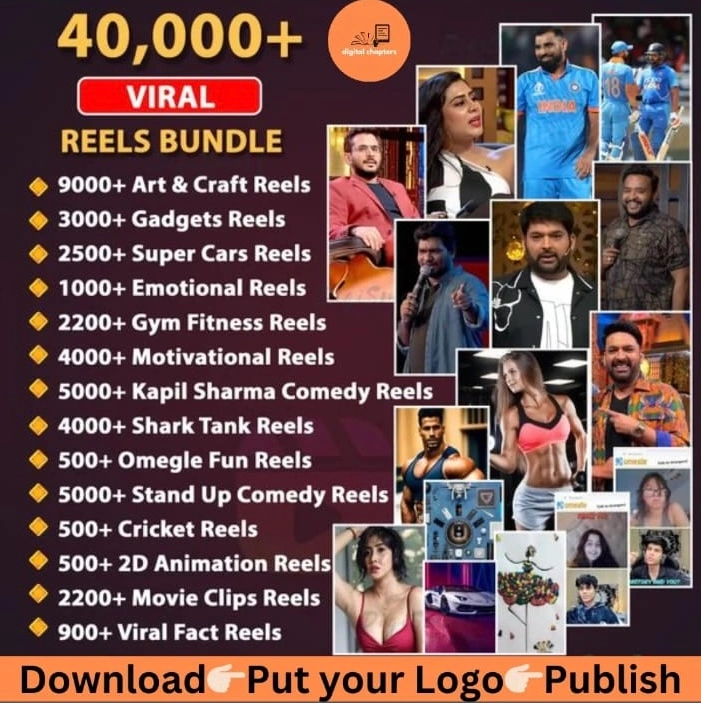 40,000+
digital chapters
VIRAL
REELS BUNDLE
9000+ Art & Craft Reels
3000+ Gadgets Reels
2500+ Super Cars Reels
1000+ Emotional Reels
2200+ Gym Fitness Reels
4000+ Motivational Reels
5000+ Kapil Sharma Comedy Reels
4000+ Shark Tank Reels
500+ Omegle Fun Reels
5000+ Stand Up Comedy Reels
500+ Cricket Reels
500+ 2D Animation Reels
2200+ Movie Clips Reels
900+ Viral Fact Reels
INDIA
18
omegle
omegle
Download👉Put your Logo👉Publish